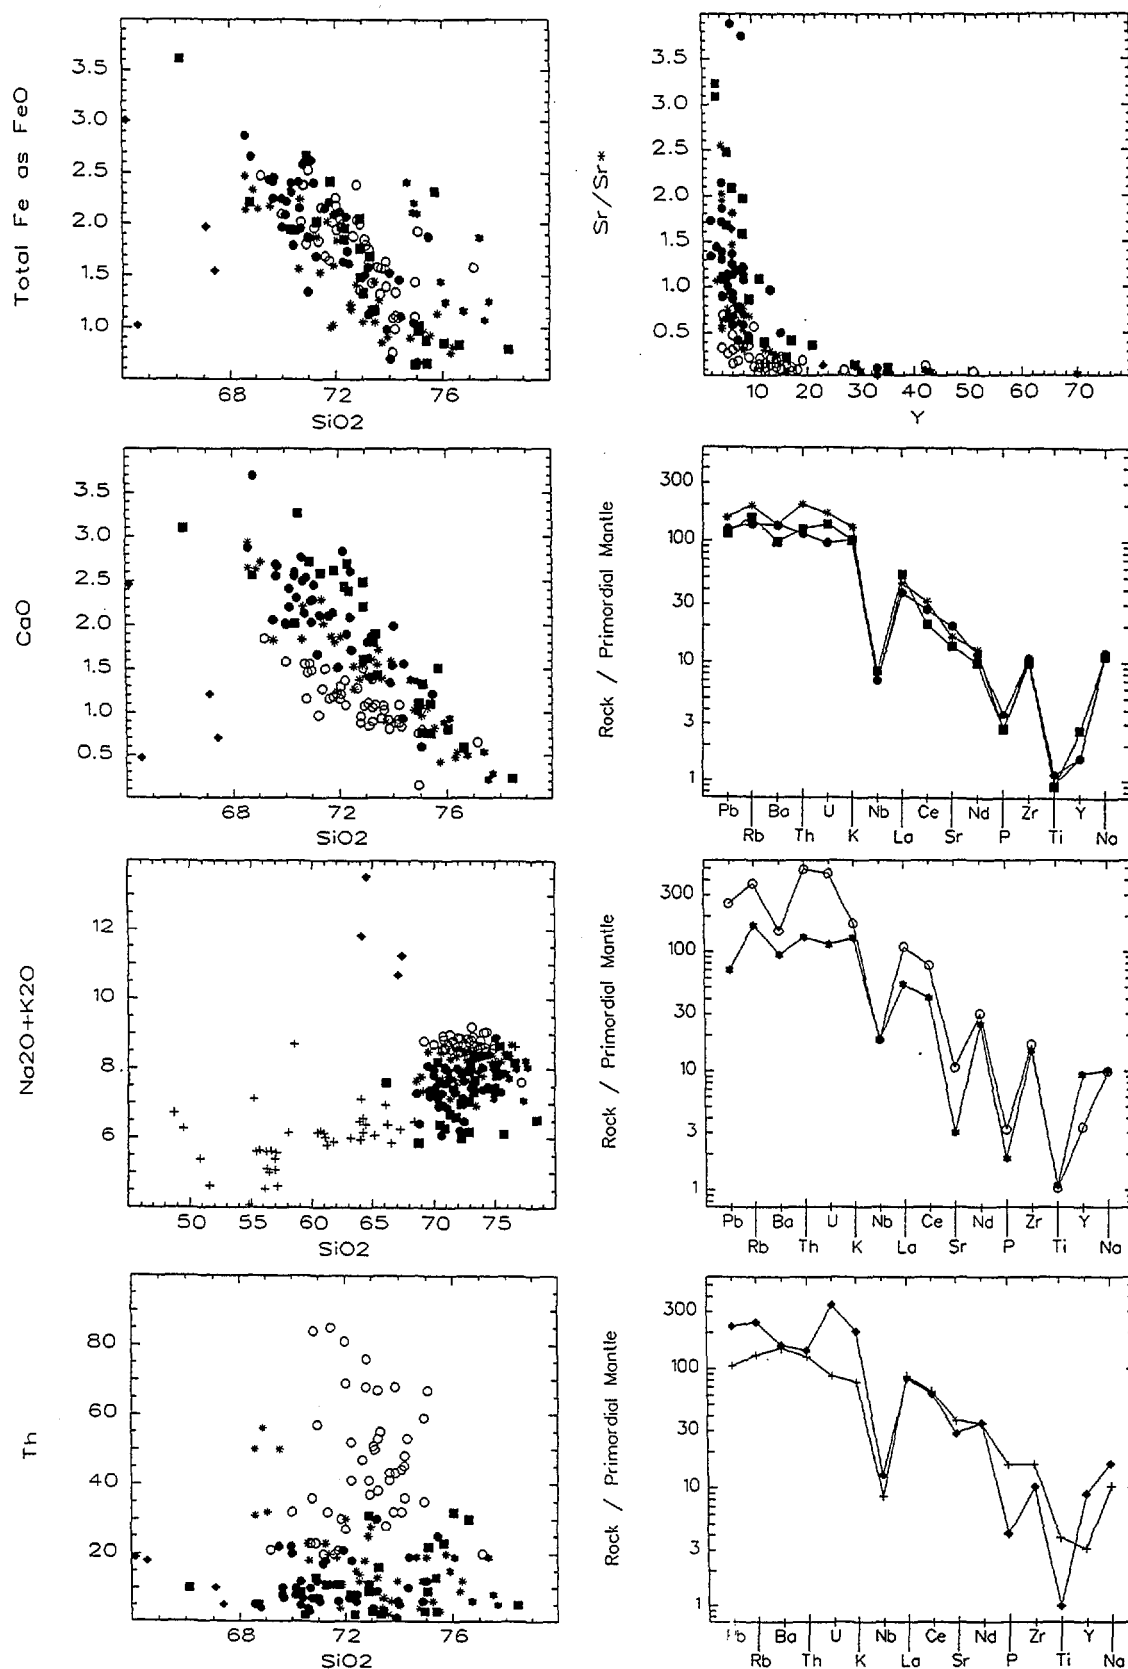 Total Fe as FeO
3.5
3.0
2.5
2.0
1.5
1.0
68
72
76
SiO2
Sr/Sr*
3.5
3.0
2.5
2.0
1.5
1.0
0.5
10
20
30
40
50
60
70
Y
CaO
3.5
3.0
2.5
2.0
1.5
1.0
0.5
68
72
76
SiO2
Rock / Primordial Mantle
300
100
30
10
3
1
Pb
Ba
U
Nb
Ce
Nd
Zr
Y
Rb
Th
K
La
Sr
P
Ti
Na
Na2O+K2O
12
10
8
6
50
55
60
65
70
75
SiO2
Rock / Primordial Mantle
300
100
30
10
3
1
Pb
Ba
U
Nb
Ce
Nd
Zr
Y
Rb
Th
K
La
Sr
P
Ti
Na
Th
80
60
40
20
68
72
76
SiO2
Rock / Primordial Mantle
300
100
30
10
3
1
Pb
Ba
U
Nb
Ce
Nd
Zr
Y
Rb
Th
K
La
Sr
P
Ti
Na